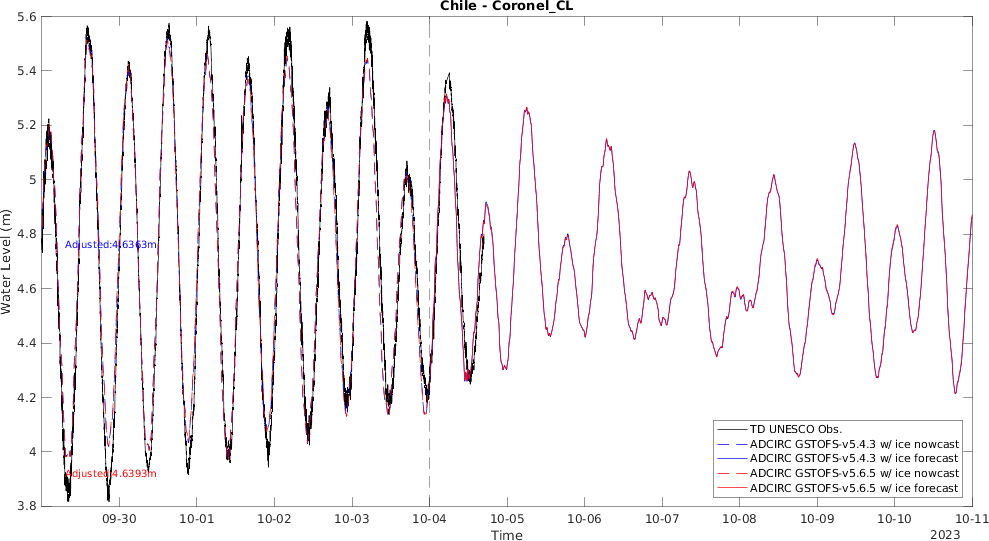 Chile - Coronel_CL
5.6
5.4
5.2
5
4.8
4.6
4.4
4.2
4
3.8
Water Level (m)
Adjusted:4.6363m
Adjusted:4.6393m
TD UNESCO Obs.
ADCIRC GSTOFS-v5.4.3 w/ ice nowcast
ADCIRC GSTOFS-v5.4.3 w/ ice forecast
ADCIRC GSTOFS-v5.6.5 w/ ice nowcast
ADCIRC GSTOFS-v5.6.5 w/ ice forecast
09-30 10-01 10-02 10-03 10-04 10-05 10-06 10-07 10-08 10-09 10-10 10-11
Time
2023